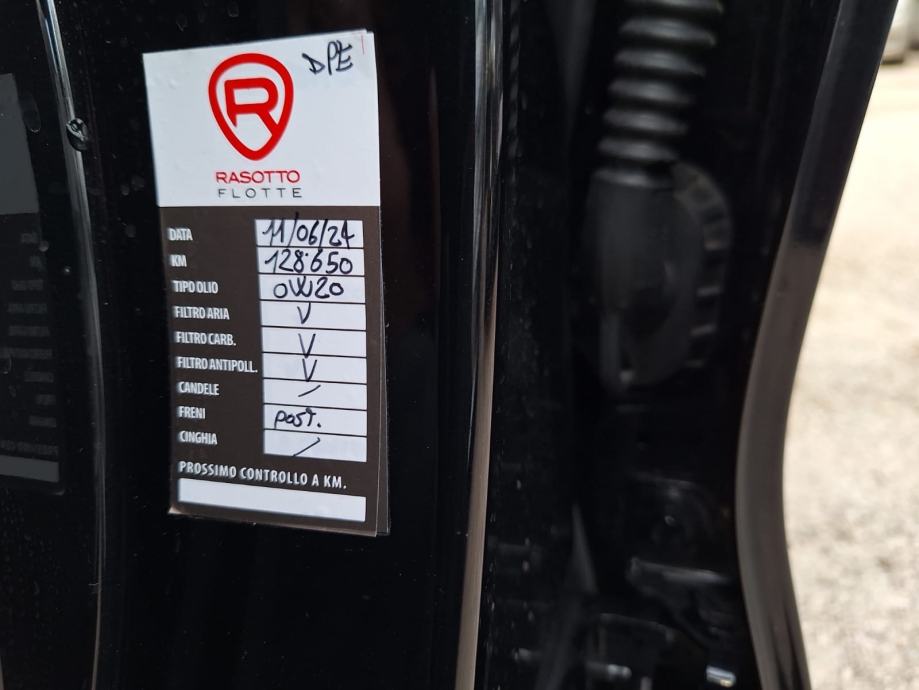 DPE
R
RASOTTO
FLOTTE
DATA 11/06/24
KM 128.650
TIPO OLIO 0W20
FILTRO ARIA V
FILTRO CARB. V
FILTRO ANTIPOLL. V
CANDELE /
FRENI post.
CINGHIA /
PROSSIMO CONTROLLO A KM.